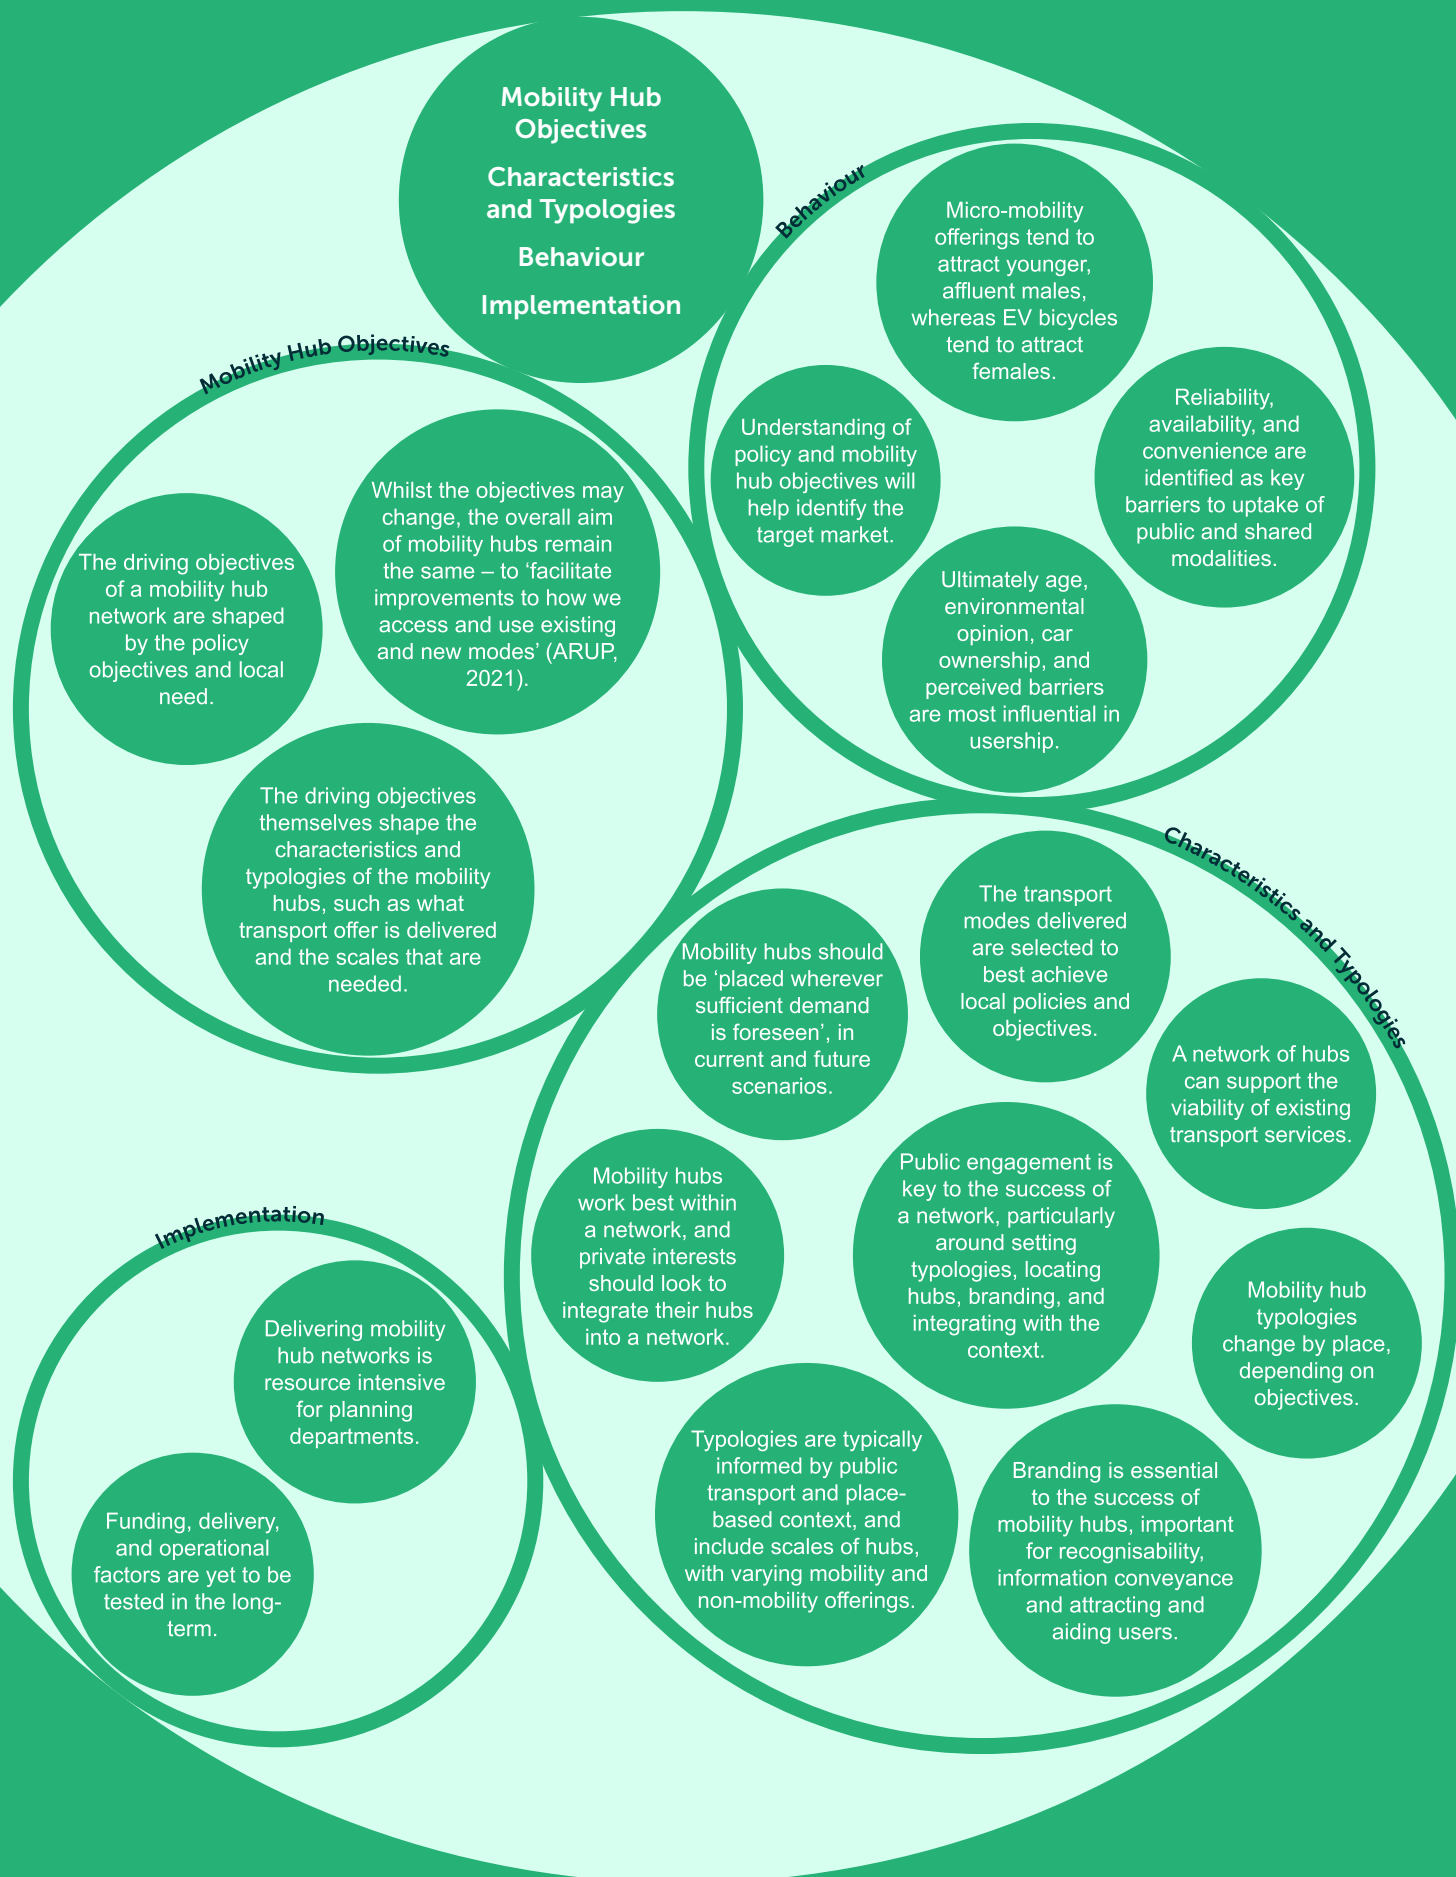 Mobility Hub
Objectives
Characteristics
and Typologies
Behaviour
Implementation
Behaviour
Micro-mobility
offerings tend to
attract younger,
affluent males,
whereas EV bicycles
tend to attract
females.
Understanding of
policy and mobility
hub objectives will
help identify the
target market.
Reliability,
availability, and
convenience are
identified as key
barriers to uptake of
public and shared
modalities.
Ultimately age,
environmental
opinion, car
ownership, and
perceived barriers
are most influential in
usership.
Mobility Hub Objectives
Whilst the objectives may
change, the overall aim
of mobility hubs remain
the same – to ‘facilitate
improvements to how we
access and use existing
and new modes’ (ARUP,
2021).
The driving objectives
of a mobility hub
network are shaped
by the policy
objectives and local
need.
The driving objectives
themselves shape the
characteristics and
typologies of the mobility
hubs, such as what
transport offer is delivered
and the scales that are
needed.
Characteristics and Typologies
The transport
modes delivered
are selected to
best achieve
local policies and
objectives.
Mobility hubs should
be ‘placed wherever
sufficient demand
is foreseen’, in
current and future
scenarios.
A network of hubs
can support the
viability of existing
transport services.
Public engagement is
key to the success of
a network, particularly
around setting
typologies, locating
hubs, branding, and
integrating with the
context.
Mobility hubs
work best within
a network, and
private interests
should look to
integrate their hubs
into a network.
Mobility hub
typologies
change by place,
depending on
objectives.
Typologies are typically
informed by public
transport and place-
based context, and
include scales of hubs,
with varying mobility and
non-mobility offerings.
Branding is essential
to the success of
mobility hubs, important
for recognisability,
information conveyance
and attracting and
aiding users.
Implementation
Delivering mobility
hub networks is
resource intensive
for planning
departments.
Funding, delivery,
and operational
factors are yet to be
tested in the long-
term.